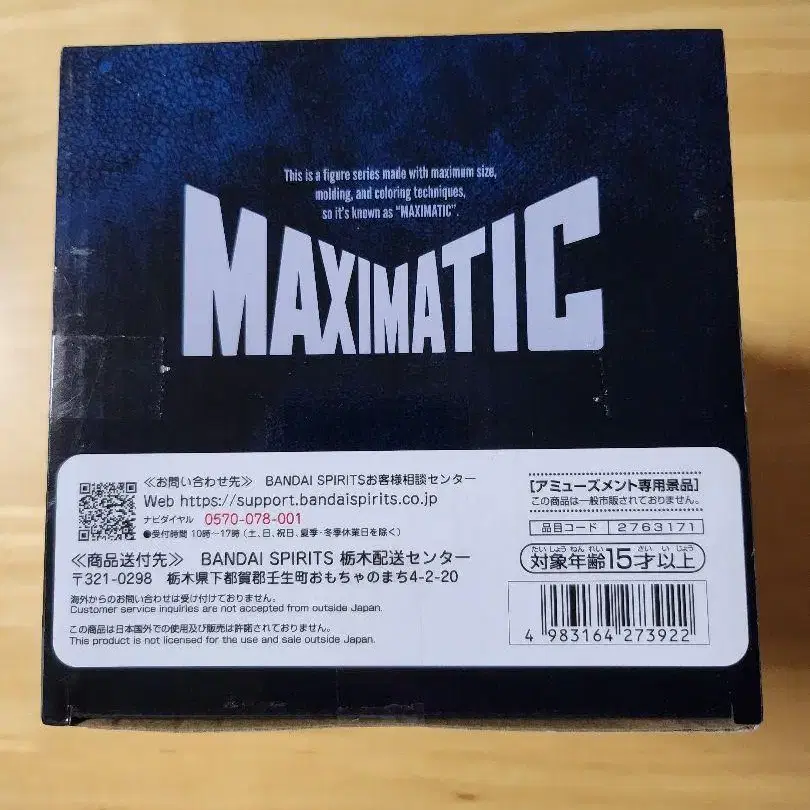 This is a figure series made with maximum size,
molding, and coloring techniques,
so it's known as "MAXIMATIC".
MAXIMATIC
≪お問い合わせ先≫ BANDAI SPIRITSお客様相談センター
Web https://support.bandaispirits.co.jp
ナビダイヤル 0570-078-001
●受付時間 10時〜17時(土、日、祝日、夏季・冬季休業日を除く)
≪商品送付先≫ BANDAI SPIRITS 栃木配送センター
〒321-0298 栃木県下都賀郡壬生町おもちゃのまち4-2-20
海外からのお問い合わせは受け付けておりません。
Customer service inquiries are not accepted from outside Japan.
この商品は日本国外での使用及び販売は許諾されておりません。
This product is not licensed for the use and sale outside Japan.
[アミューズメント専用景品]
この商品は一般市販されておりません。
品目コード 2763171
たいしょうねんれい さい いじょう
対象年齢15才以上
4 983164 273922